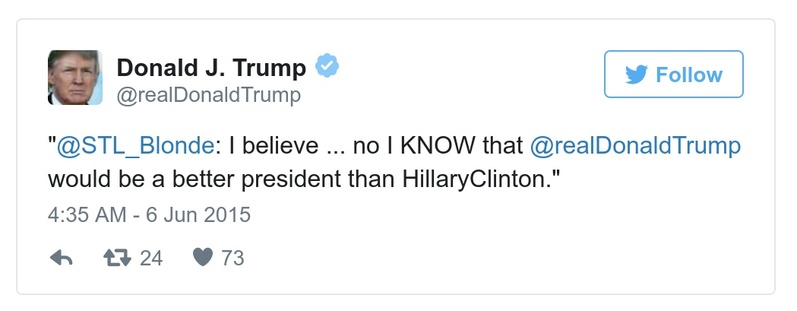 Donald J. Trump
@realDonaldTrump
Follow
"@STL_Blonde: I believe ... no I KNOW that @realDonaldTrump
would be a better president than HillaryClinton."
4:35 AM - 6 Jun 2015
24 73